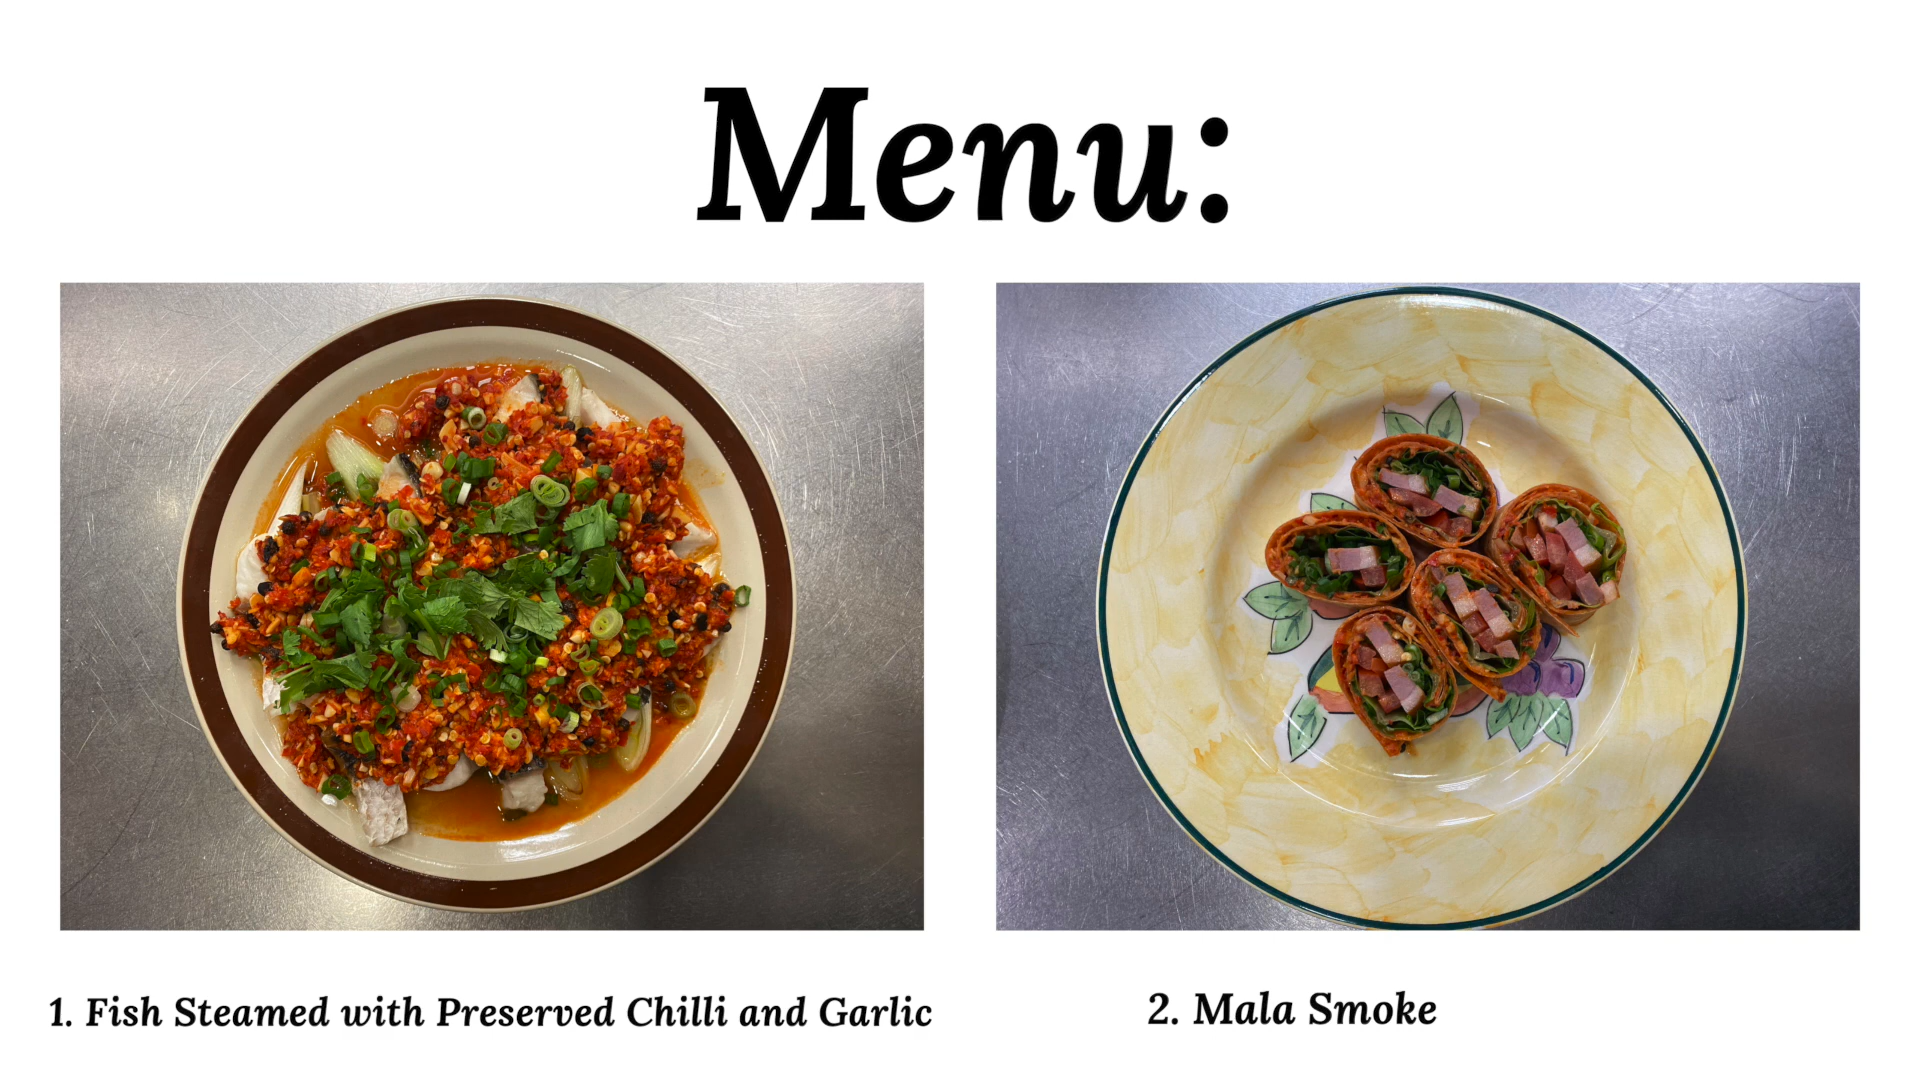 Menu:
1. Fish Steamed with Preserved Chilli and Garlic
2. Mala Smoke